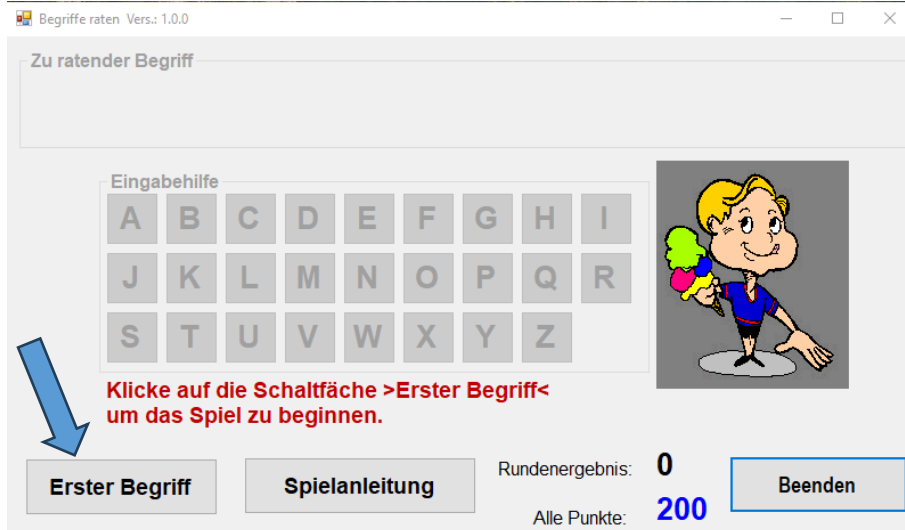 Begriffe raten Vers.: 1.0.0
Zu ratender Begriff
Eingabehilfe
A B C D E F G H I
J K L M N O P Q R
S T U V W X Y Z
Klicke auf die Schaltfäche >Erster Begriff<
um das Spiel zu beginnen.
Erster Begriff
Spielanleitung
Rundenergebnis: 0
Alle Punkte: 200
Beenden